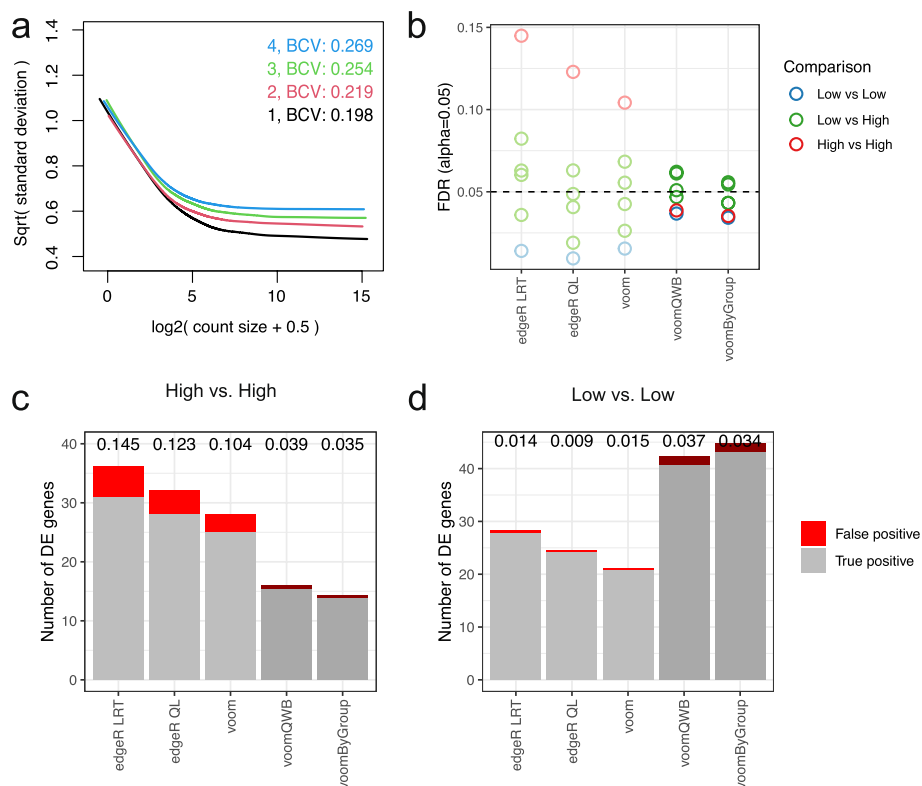 a
1.4
1.2
1.0
0.8
0.6
0.4
Sqrt( standard deviation )
4, BCV: 0.269
3, BCV: 0.254
2, BCV: 0.219
1, BCV: 0.198
0 5 10 15
log2( count size + 0.5 )
b
0.15
0.10
0.05
FDR (alpha=0.05)
edgeR LRT
edgeR QL
voom
voomQWB
voomByGroup
Comparison
Low vs Low
Low vs High
High vs High
c
High vs. High
0.145 0.123 0.104 0.039 0.035
40
30
20
10
0
Number of DE genes
edgeR LRT
edgeR QL
voom
voomQWB
voomByGroup
d
Low vs. Low
0.014 0.009 0.015 0.037 0.034
40
30
20
10
0
Number of DE genes
edgeR LRT
edgeR QL
voom
voomQWB
voomByGroup
False positive
True positive